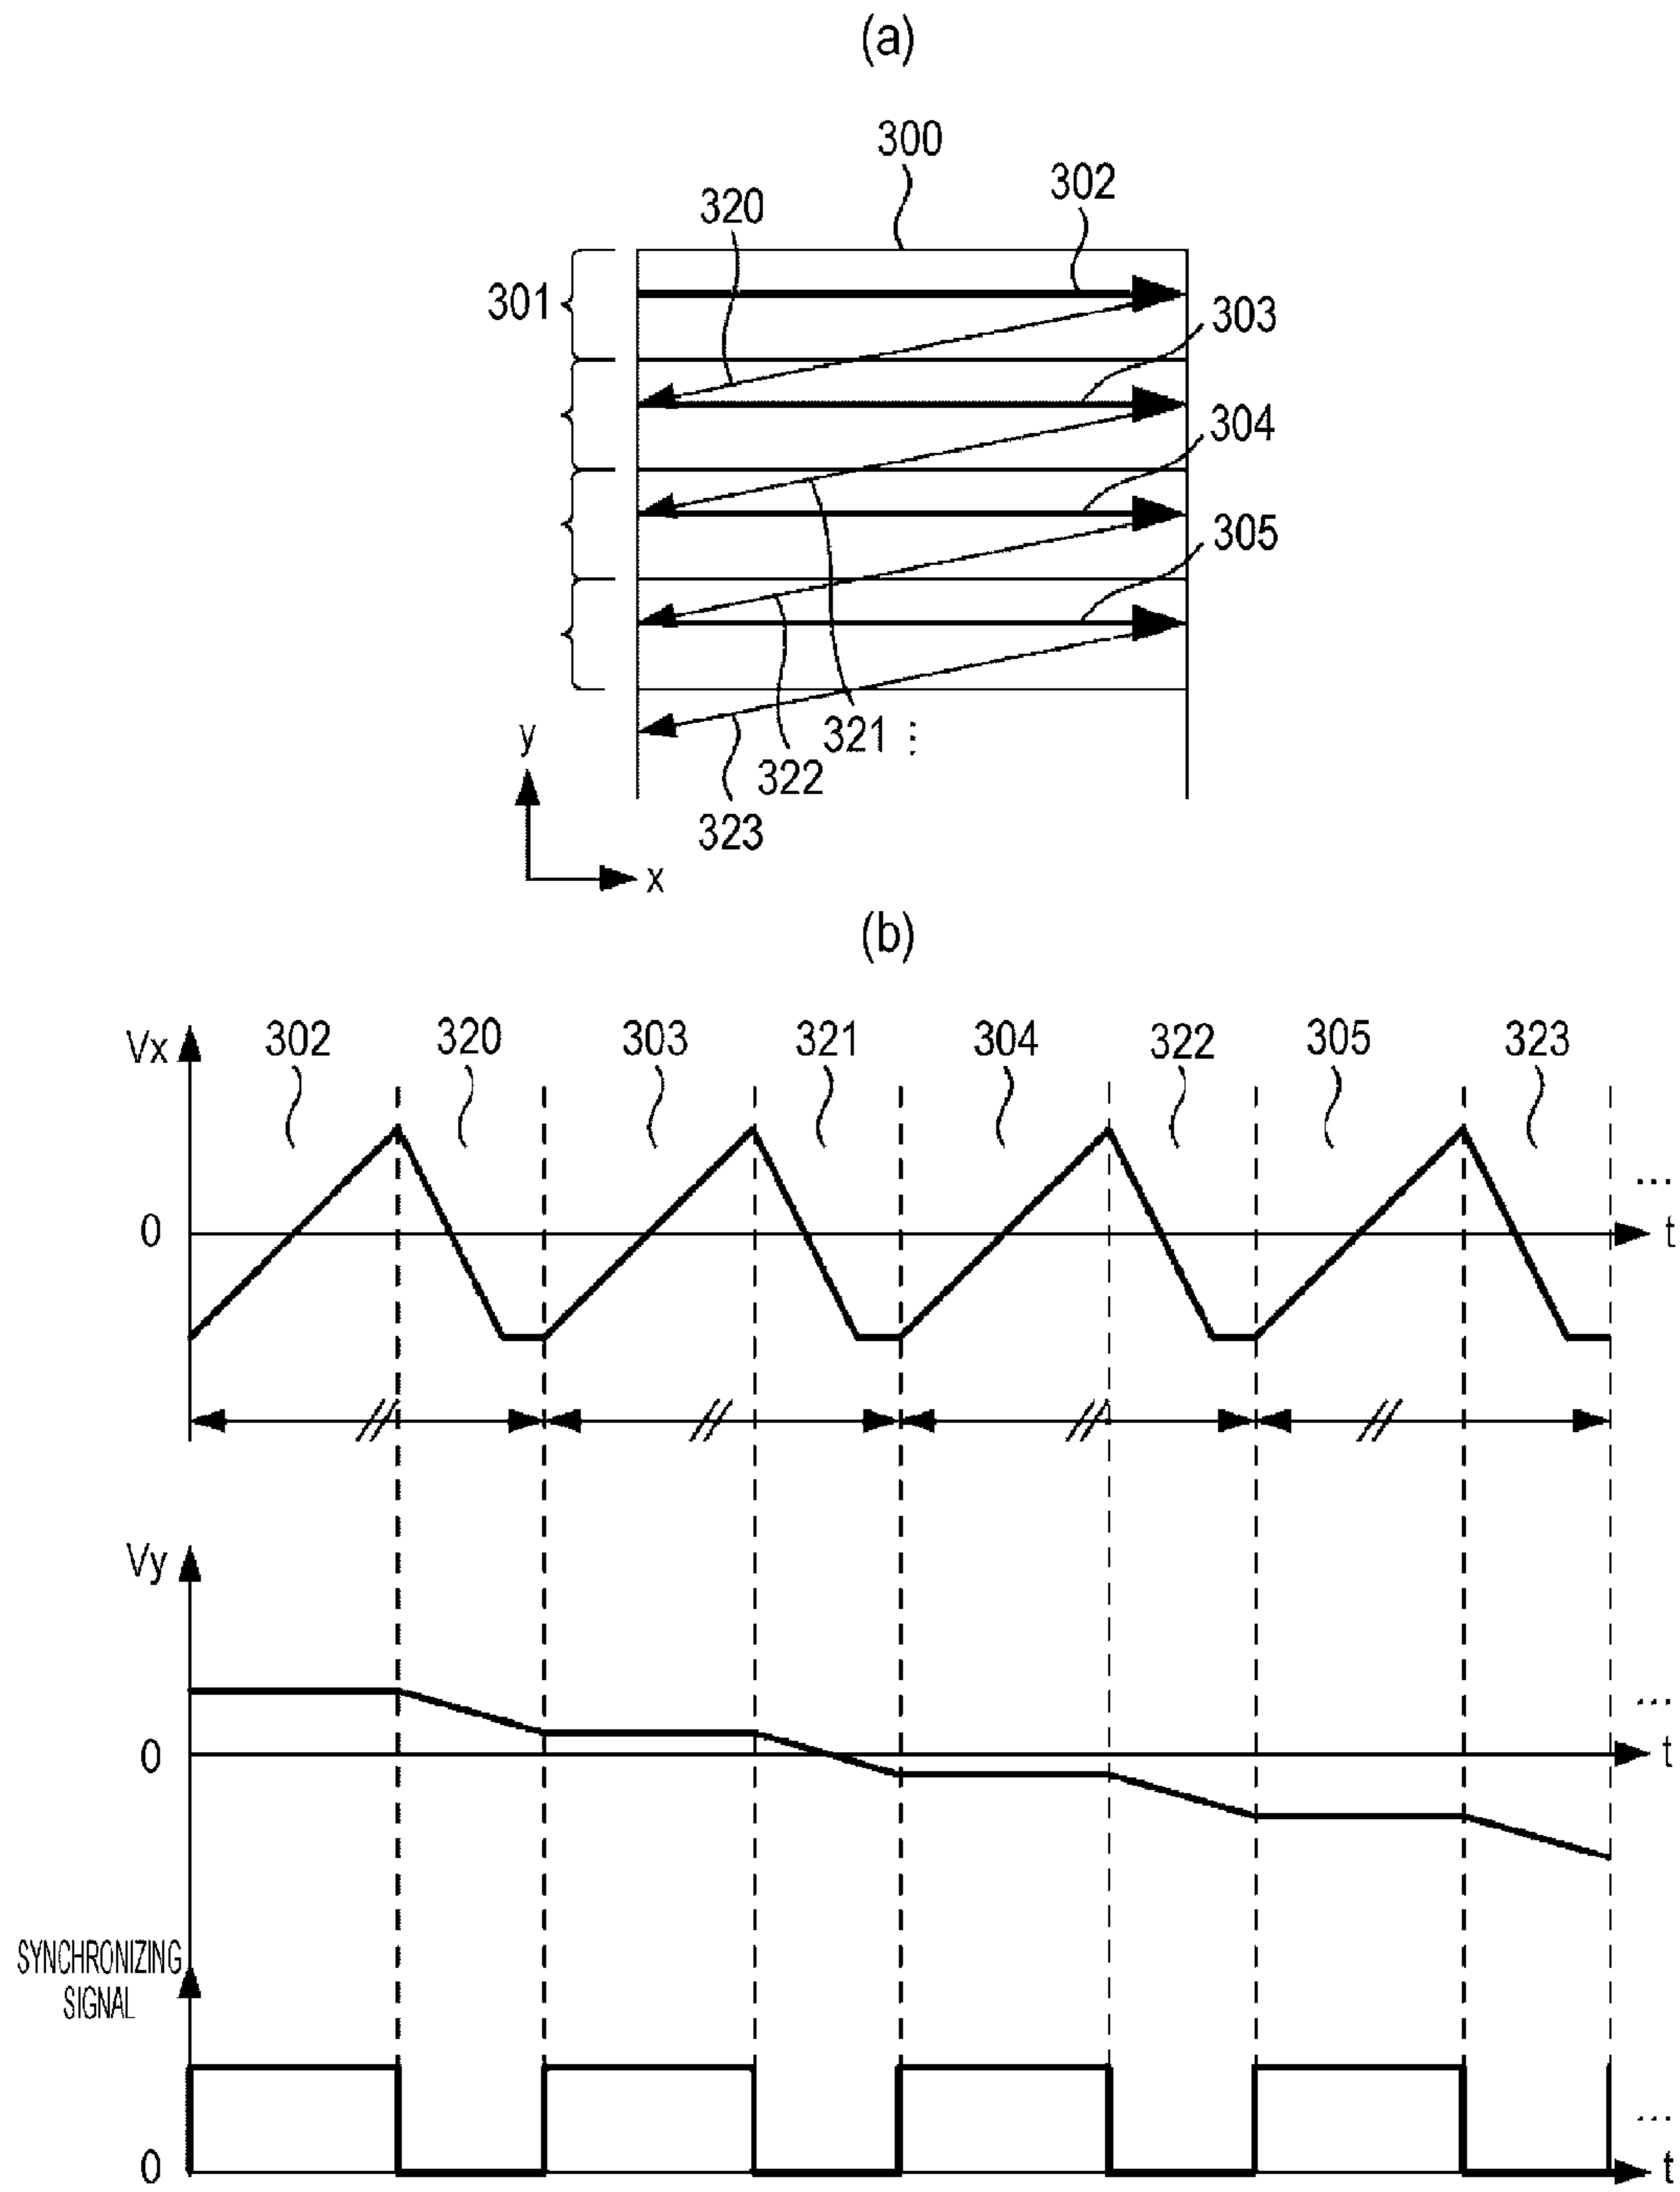 (a)
300
320
302
301
303
304
305
321 ...
322
323
y
x
(b)
Vx
302
320
303
321
304
322
305
323
...
0
t
Vy
...
0
t
SYNCHRONIZING
SIGNAL
...
0
t